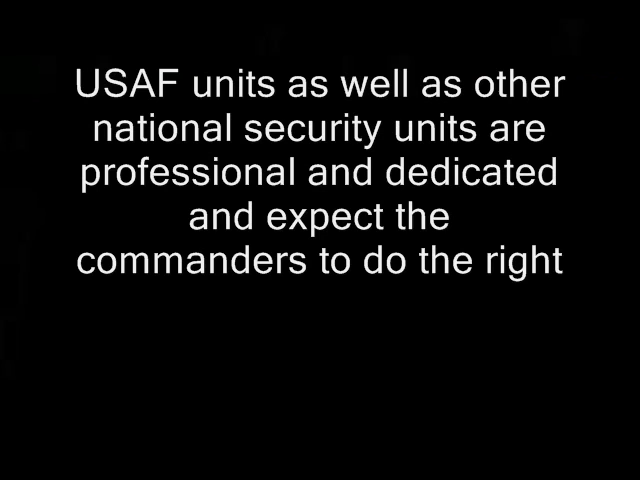 USAF units as well as other
national security units are
professional and dedicated
and expect the
commanders to do the right